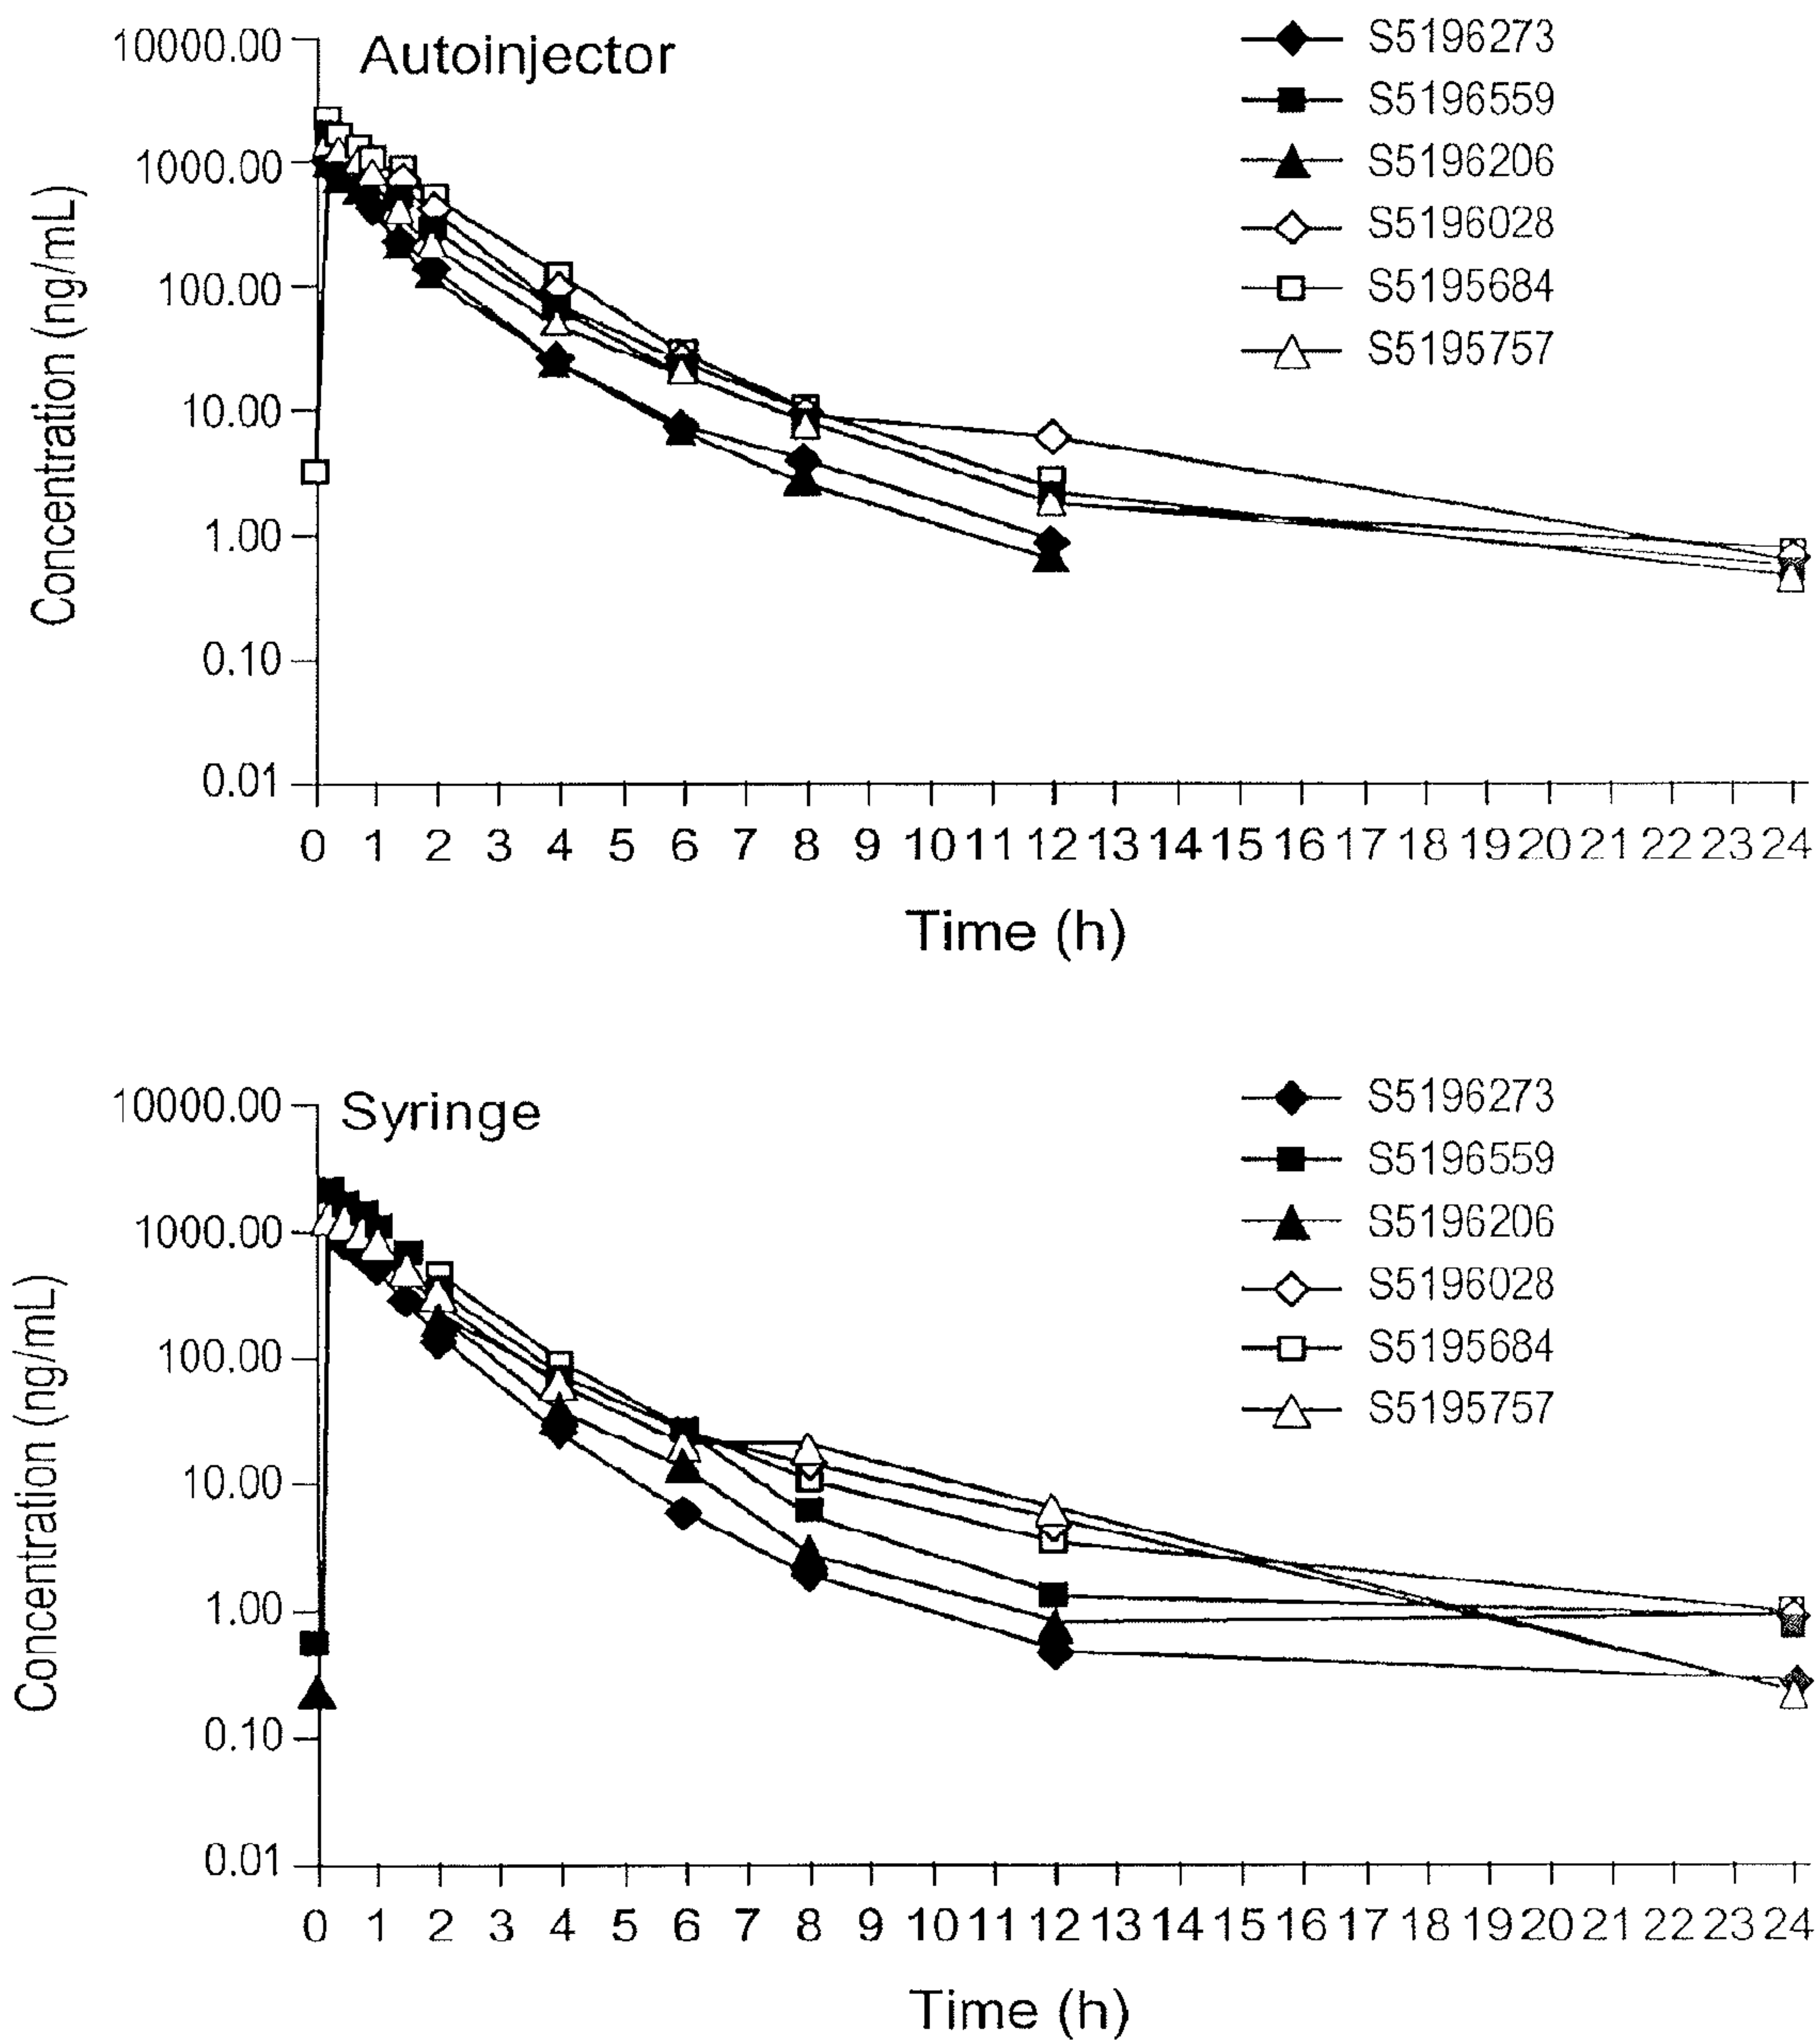 Autoinjector
Concentration (ng/mL)
10000.00
1000.00
100.00
10.00
1.00
0.10
0.01
0 1 2 3 4 5 6 7 8 9 10 11 12 13 14 15 16 17 18 19 20 21 22 23 24
Time (h)
S5196273
S5196559
S5196206
S5196028
S5195684
S5195757
Syringe
Concentration (ng/mL)
10000.00
1000.00
100.00
10.00
1.00
0.10
0.01
0 1 2 3 4 5 6 7 8 9 10 11 12 13 14 15 16 17 18 19 20 21 22 23 24
Time (h)
S5196273
S5196559
S5196206
S5196028
S5195684
S5195757